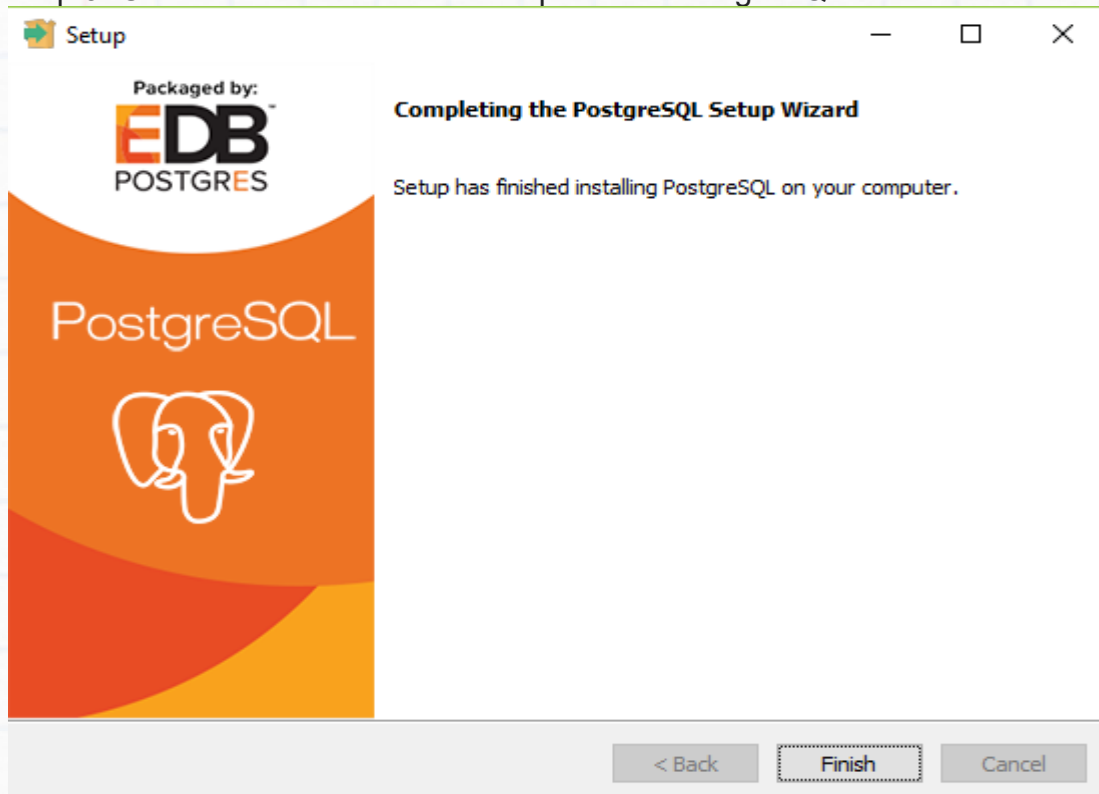 Setup
Packaged by:
EDB™
POSTGRES
Completing the PostgreSQL Setup Wizard
Setup has finished installing PostgreSQL on your computer.
PostgreSQL
< Back
Finish
Cancel